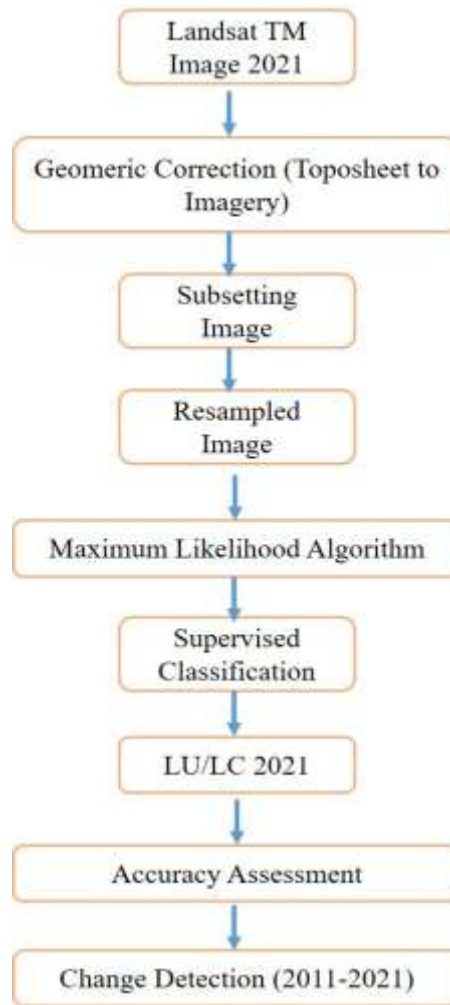 Landsat TM
Image 2021
Geomeric Correction (Toposheet to
Imagery)
Subsetting
Image
Resampled
Image
Maximum Likelihood Algorithm
Supervised
Classification
LU/LC 2021
Accuracy Assessment
Change Detection (2011-2021)